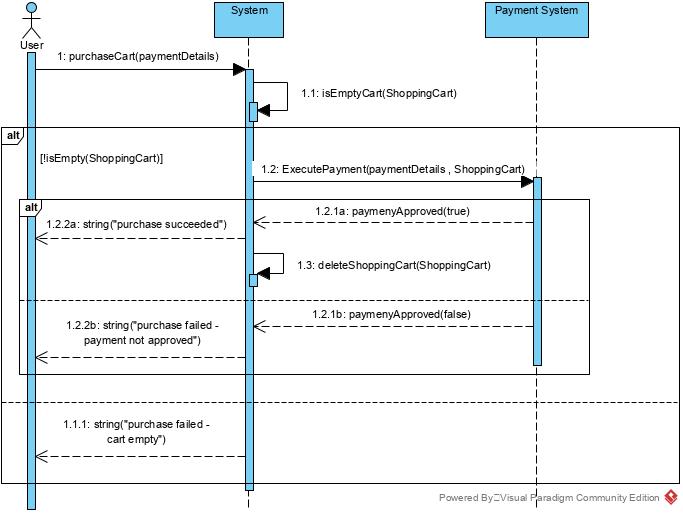 System
Payment System
User
1: purchaseCart(paymentDetails)
1.1: isEmptyCart(ShoppingCart)
alt
[!isEmpty(ShoppingCart)]
1.2: ExecutePayment(paymentDetails , ShoppingCart)
alt
1.2.1a: paymenyApproved(true)
1.2.2a: string("purchase succeeded")
1.3: deleteShoppingCart(ShoppingCart)
1.2.1b: paymenyApproved(false)
1.2.2b: string("purchase failed -
payment not approved")
1.1.1: string("purchase failed -
cart empty")
Powered By Visual Paradigm Community Edition